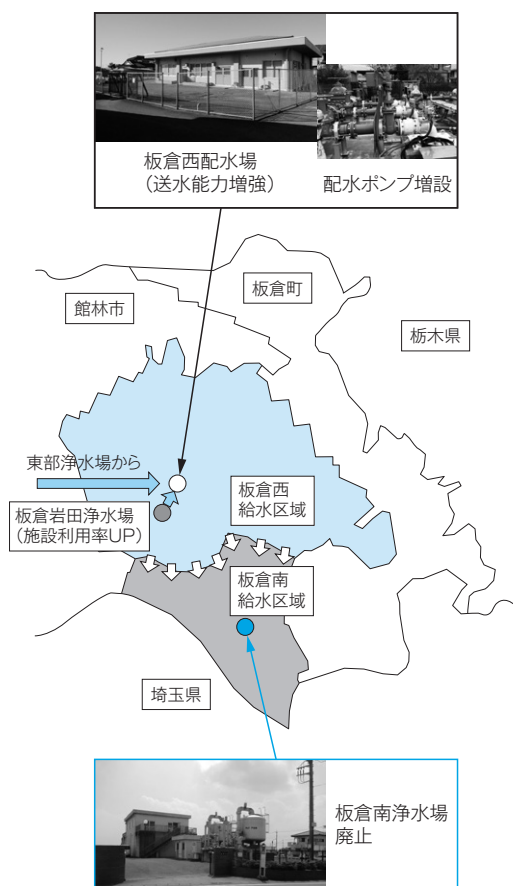 板倉西配水場
（送水能力増強）
配水ポンプ増設
板倉町
館林市
栃木県
東部浄水場から
板倉西
給水区域
板倉岩田浄水場
（施設利用率UP）
板倉南
給水区域
埼玉県
板倉南浄水場
廃止